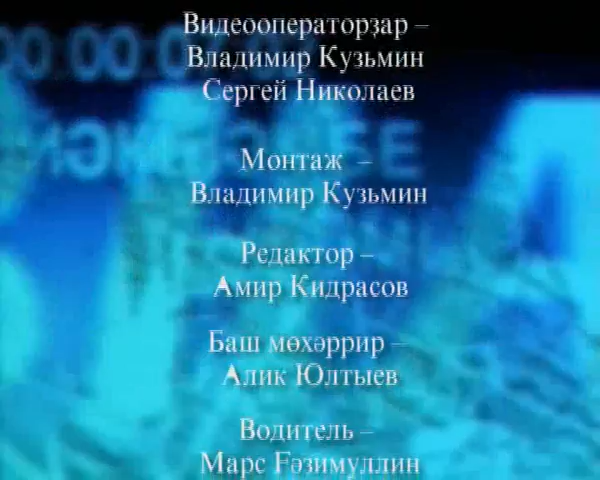 Видеооператорҙар –
Владимир Кузьмин
Сергей Николаев
Монтаж –
Владимир Кузьмин
Редактор –
Амир Кидрасов
Баш мөхәррир –
Алик Юлтыев
Водитель –
Марс Ғәзимуллин